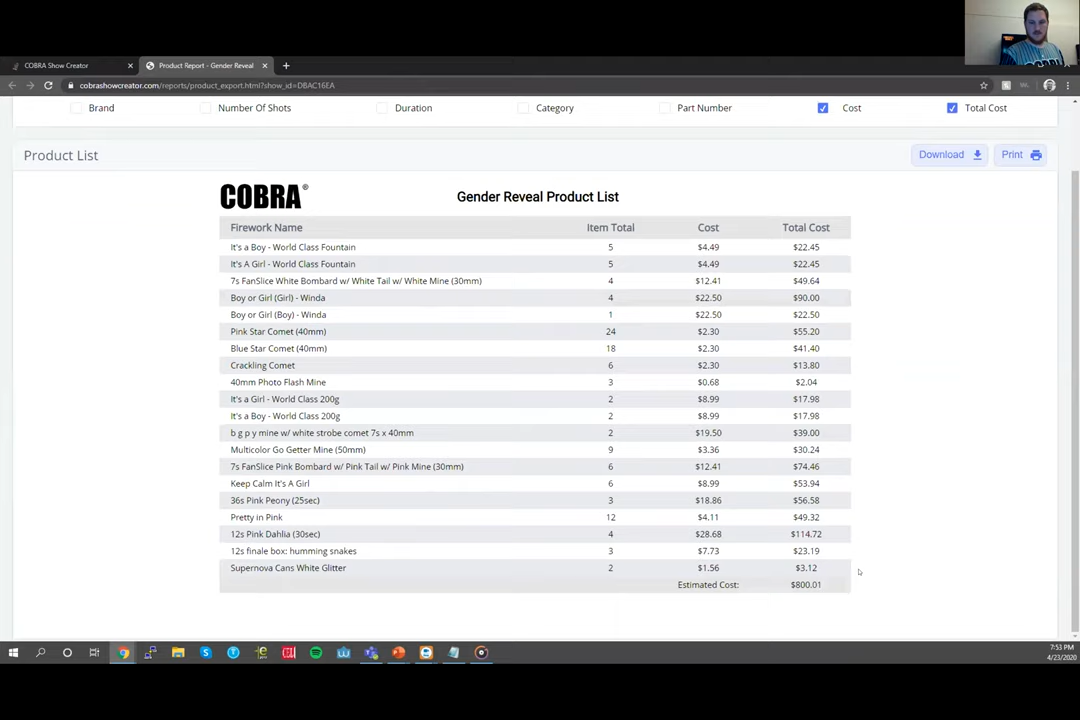 COBRA Show Creator
Product Report - Gender Reveal
cobrashowcreator.com/reports/product_export.html?show_id=DBAC16EA
Brand Number Of Shots Duration Category Part Number Cost Total Cost
Product List Download Print
COBRA® Gender Reveal Product List
Firework Name Item Total Cost Total Cost
It's a Boy - World Class Fountain 5 $4.49 $22.45
It's A Girl - World Class Fountain 5 $4.49 $22.45
7s FanSlice White Bombard w/ White Tail w/ White Mine (30mm) 4 $12.41 $49.64
Boy or Girl (Girl) - Winda 4 $22.50 $90.00
Boy or Girl (Boy) - Winda 1 $22.50 $22.50
Pink Star Comet (40mm) 24 $2.30 $55.20
Blue Star Comet (40mm) 18 $2.30 $41.40
Crackling Comet 6 $2.30 $13.80
40mm Photo Flash Mine 3 $0.68 $2.04
It's a Girl - World Class 200g 2 $8.99 $17.98
It's a Boy - World Class 200g 2 $8.99 $17.98
b g p y mine w/ white strobe comet 7s x 40mm 2 $19.50 $39.00
Multicolor Go Getter Mine (50mm) 9 $3.36 $30.24
7s FanSlice Pink Bombard w/ Pink Tail w/ Pink Mine (30mm) 6 $12.41 $74.46
Keep Calm It's A Girl 6 $8.99 $53.94
36s Pink Peony (25sec) 3 $18.86 $56.58
Pretty in Pink 12 $4.11 $49.32
12s Pink Dahlia (30sec) 4 $28.68 $114.72
12s finale box: humming snakes 3 $7.73 $23.19
Supernova Cans White Glitter 2 $1.56 $3.12
Estimated Cost: $800.01
7:53 PM
4/23/2020